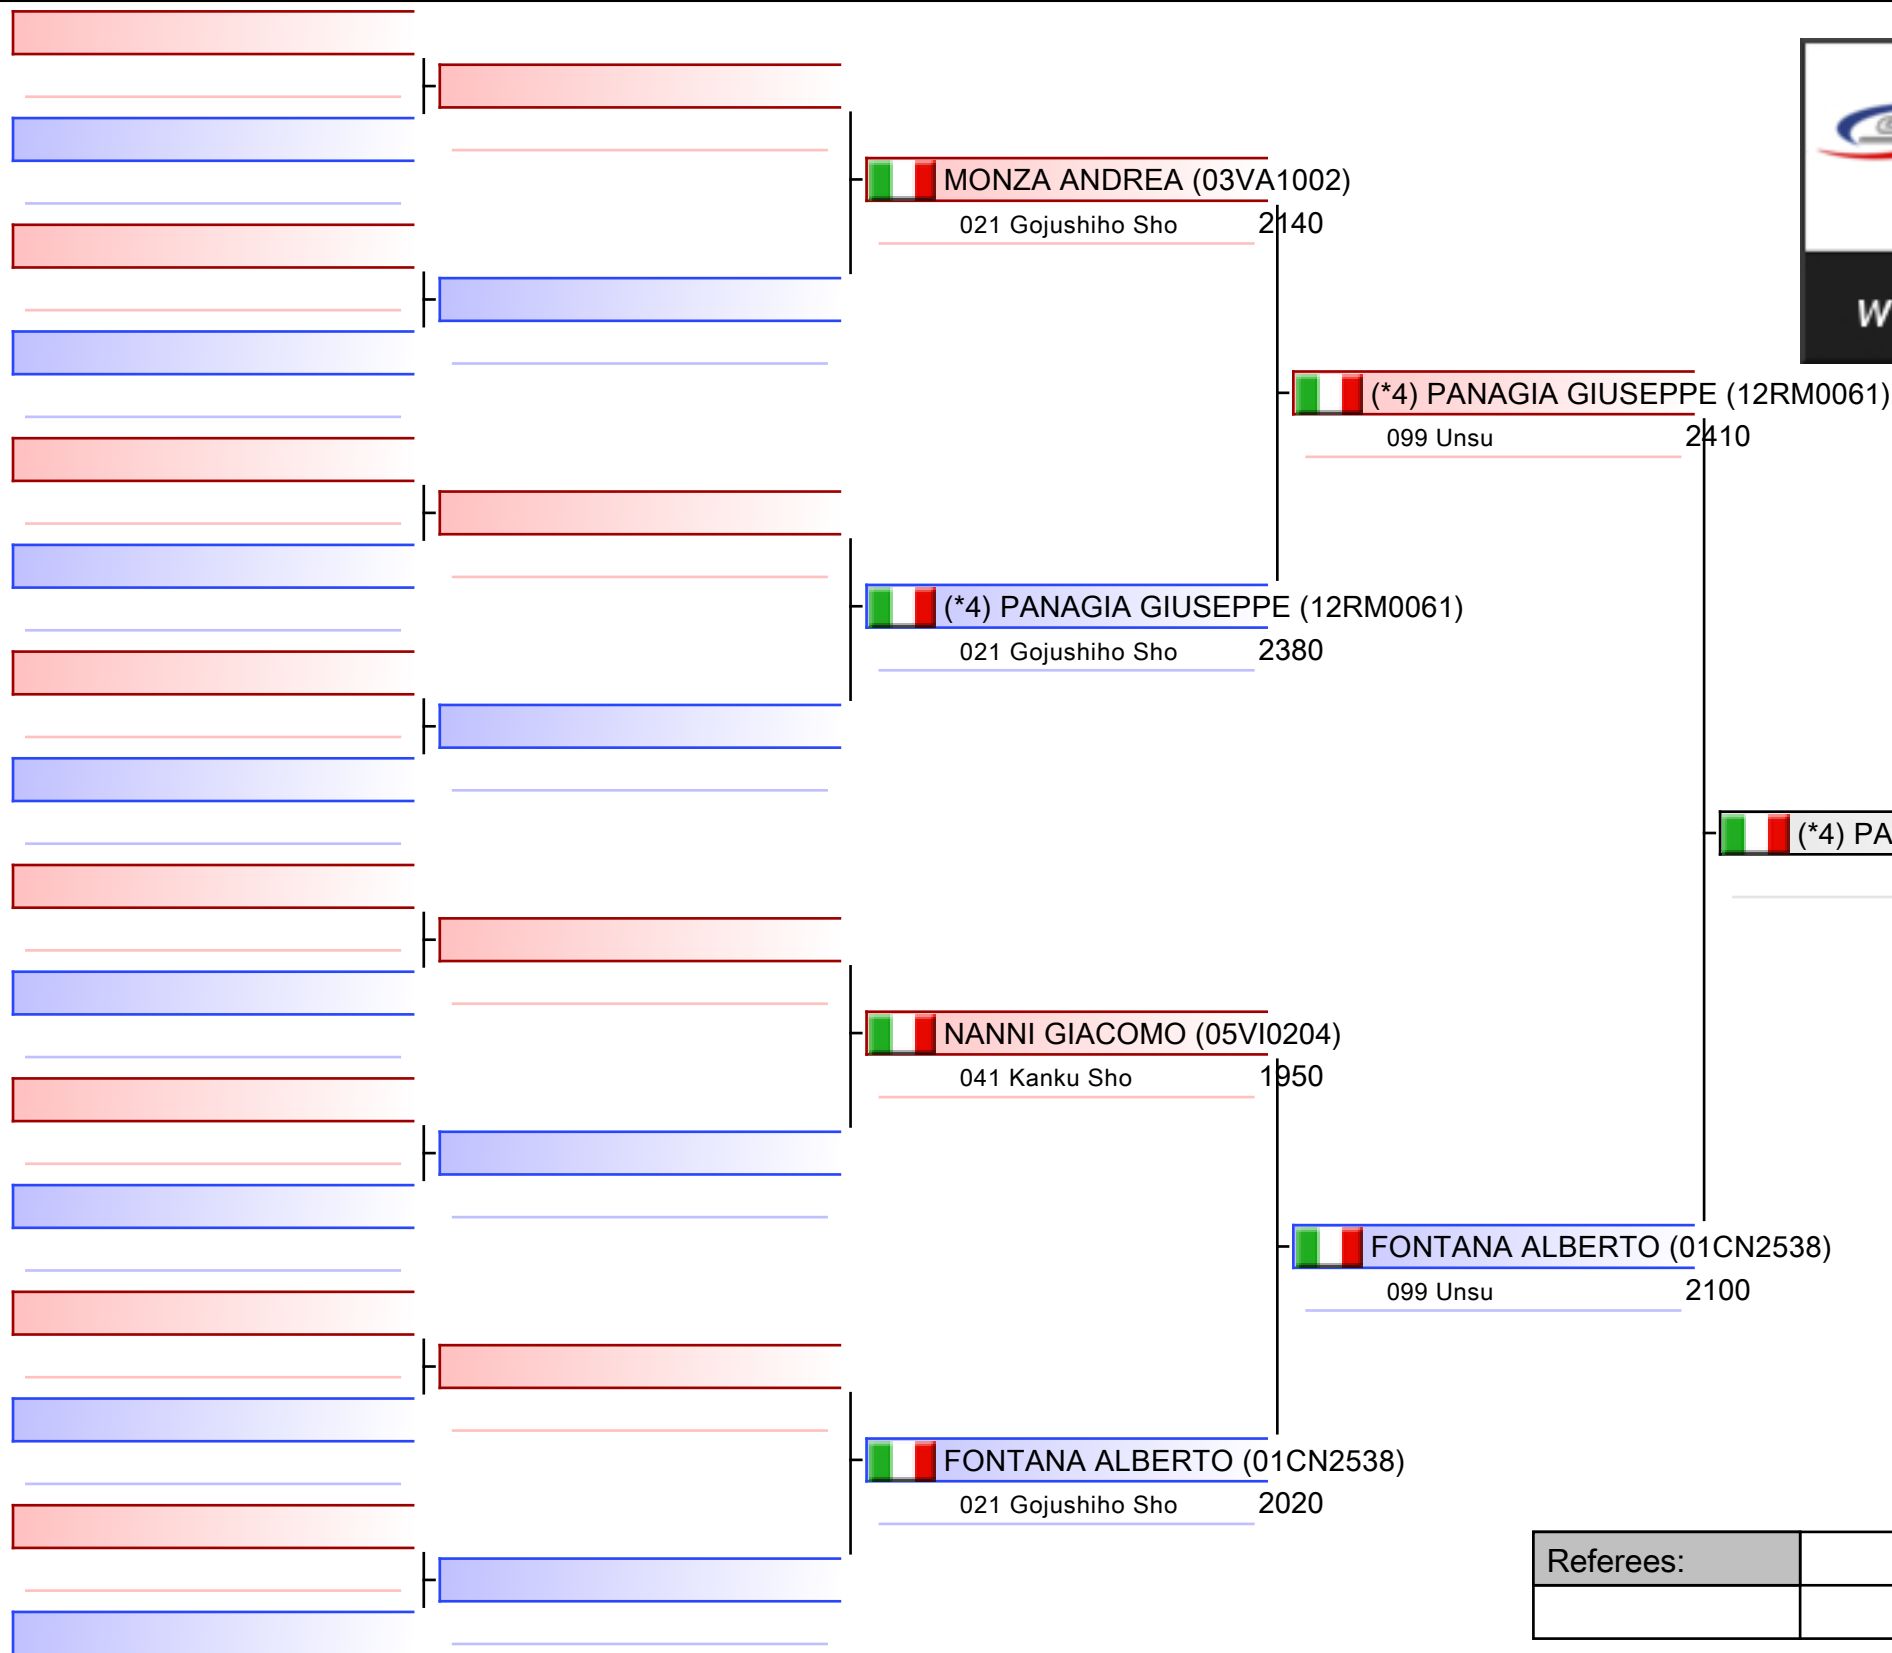 MONZA ANDREA (03VA1002)
021 Gojushiho Sho 2140
W
(*4) PANAGIA GIUSEPPE (12RM0061)
099 Unsu 2410
(*4) PANAGIA GIUSEPPE (12RM0061)
021 Gojushiho Sho 2380
(*4) PA
NANNI GIACOMO (05VI0204)
041 Kanku Sho 1950
FONTANA ALBERTO (01CN2538)
099 Unsu 2100
FONTANA ALBERTO (01CN2538)
021 Gojushiho Sho 2020
Referees: